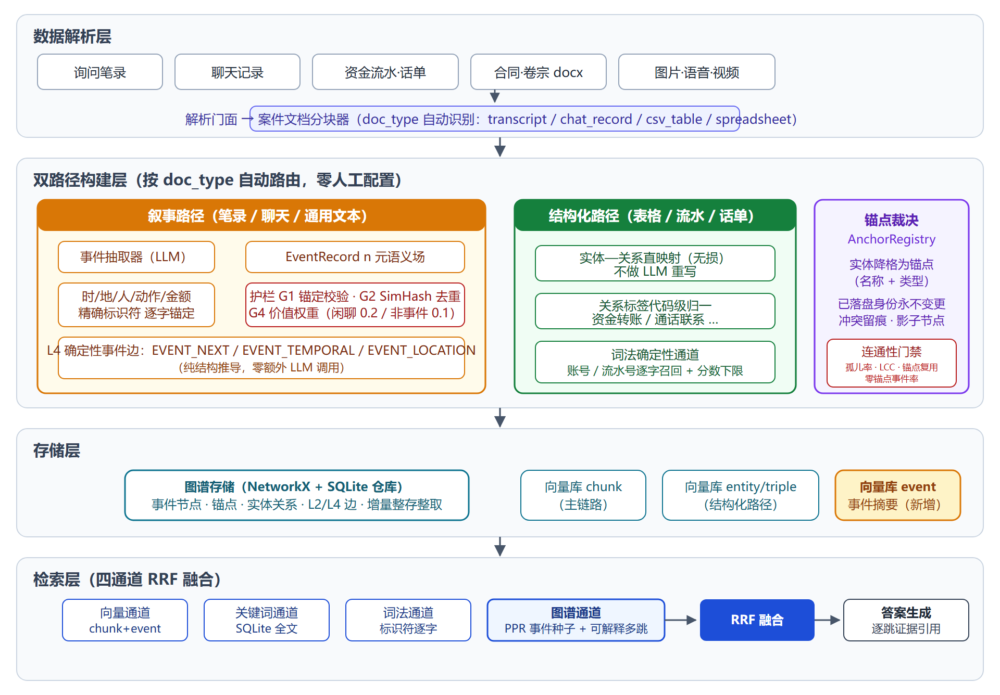 数据解析层
询问笔录
聊天记录
资金流水·话单
合同·卷宗 docx
图片·语音·视频
解析门面 → 案件文档分块器（doc_type 自动识别：transcript / chat_record / csv_table / spreadsheet）
双路径构建层（按 doc_type 自动路由，零人工配置）
叙事路径（笔录 / 聊天 / 通用文本）
事件抽取器（LLM）
EventRecord n 元语义场
时/地/人/动作/金额
精确标识符 逐字锚定
护栏 G1 锚定校验 · G2 SimHash 去重
G4 价值权重（闲聊 0.2 / 非事件 0.1）
L4 确定性事件边：EVENT_NEXT / EVENT_TEMPORAL / EVENT_LOCATION
（纯结构推导，零额外 LLM 调用）
结构化路径（表格 / 流水 / 话单）
实体—关系直映射（无损）
不做 LLM 重写
关系标签代码级归一
资金转账 / 通话联系 ...
词法确定性通道
账号 / 流水号逐字召回 + 分数下限
锚点裁决
AnchorRegistry
实体降格为锚点
（名称 + 类型）
已落盘身份永不变更
冲突留痕 · 影子节点
连通性门禁
孤儿率 · LCC · 锚点复用
零锚点事件率
存储层
图谱存储（NetworkX + SQLite 仓库）
事件节点 · 锚点 · 实体关系 · L2/L4 边 · 增量整存整取
向量库 chunk
（主链路）
向量库 entity/triple
（结构化路径）
向量库 event
事件摘要（新增）
检索层（四通道 RRF 融合）
向量通道
chunk+event
关键词通道
SQLite 全文
词法通道
标识符逐字
图谱通道
PPR 事件种子 + 可解释多跳
RRF 融合
答案生成
逐跳证据引用